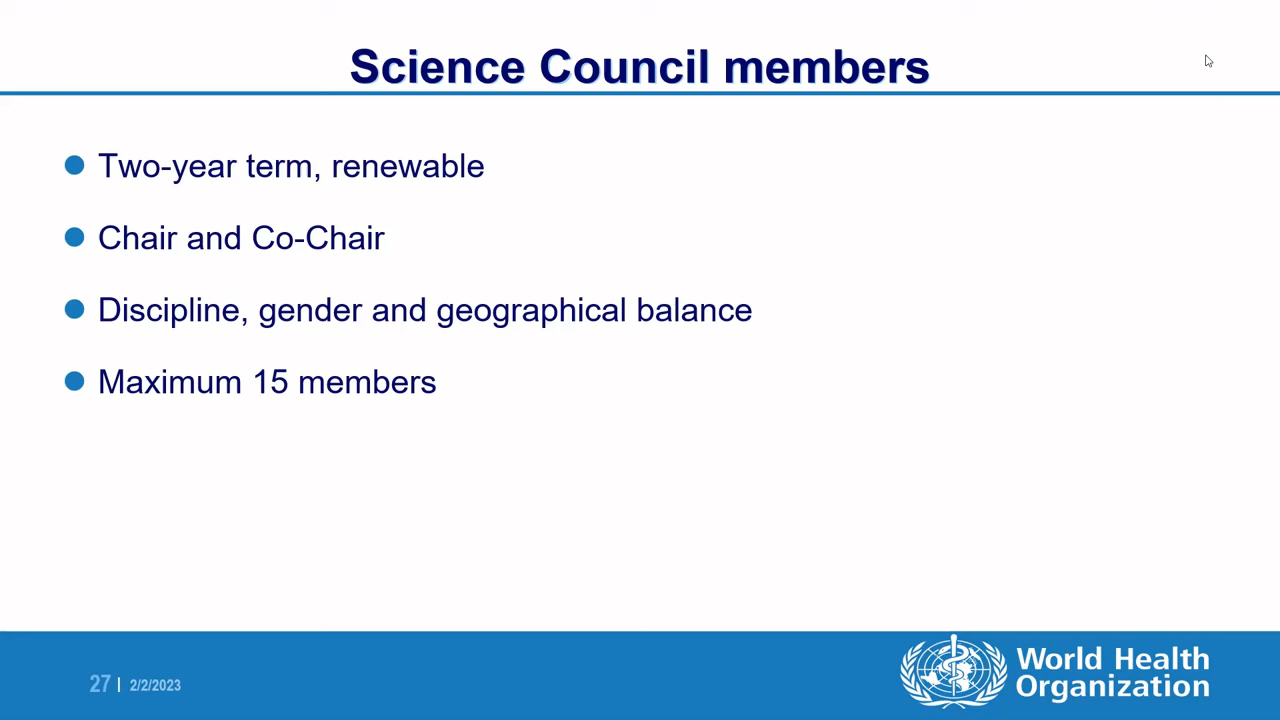 Science Council members
Two-year term, renewable
Chair and Co-Chair
Discipline, gender and geographical balance
Maximum 15 members
27 | 2/2/2023
World Health
Organization